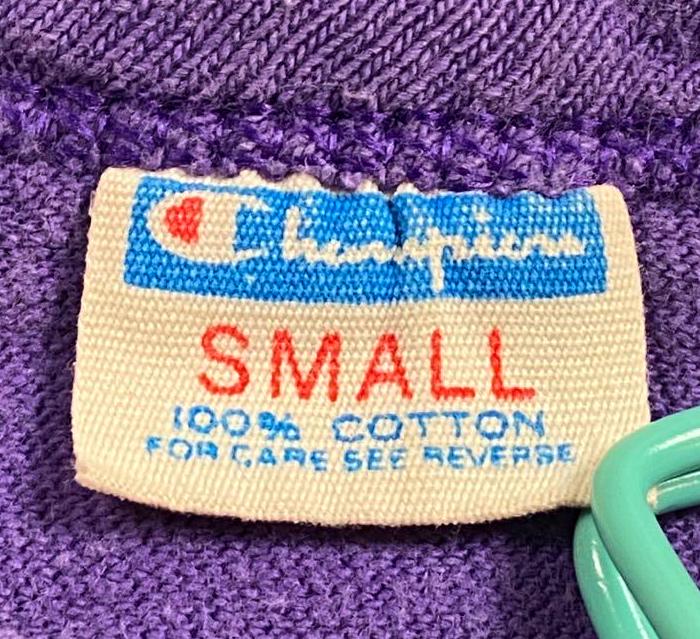 Champion
SMALL
100% COTTON
FOR CARE SEE REVERSE